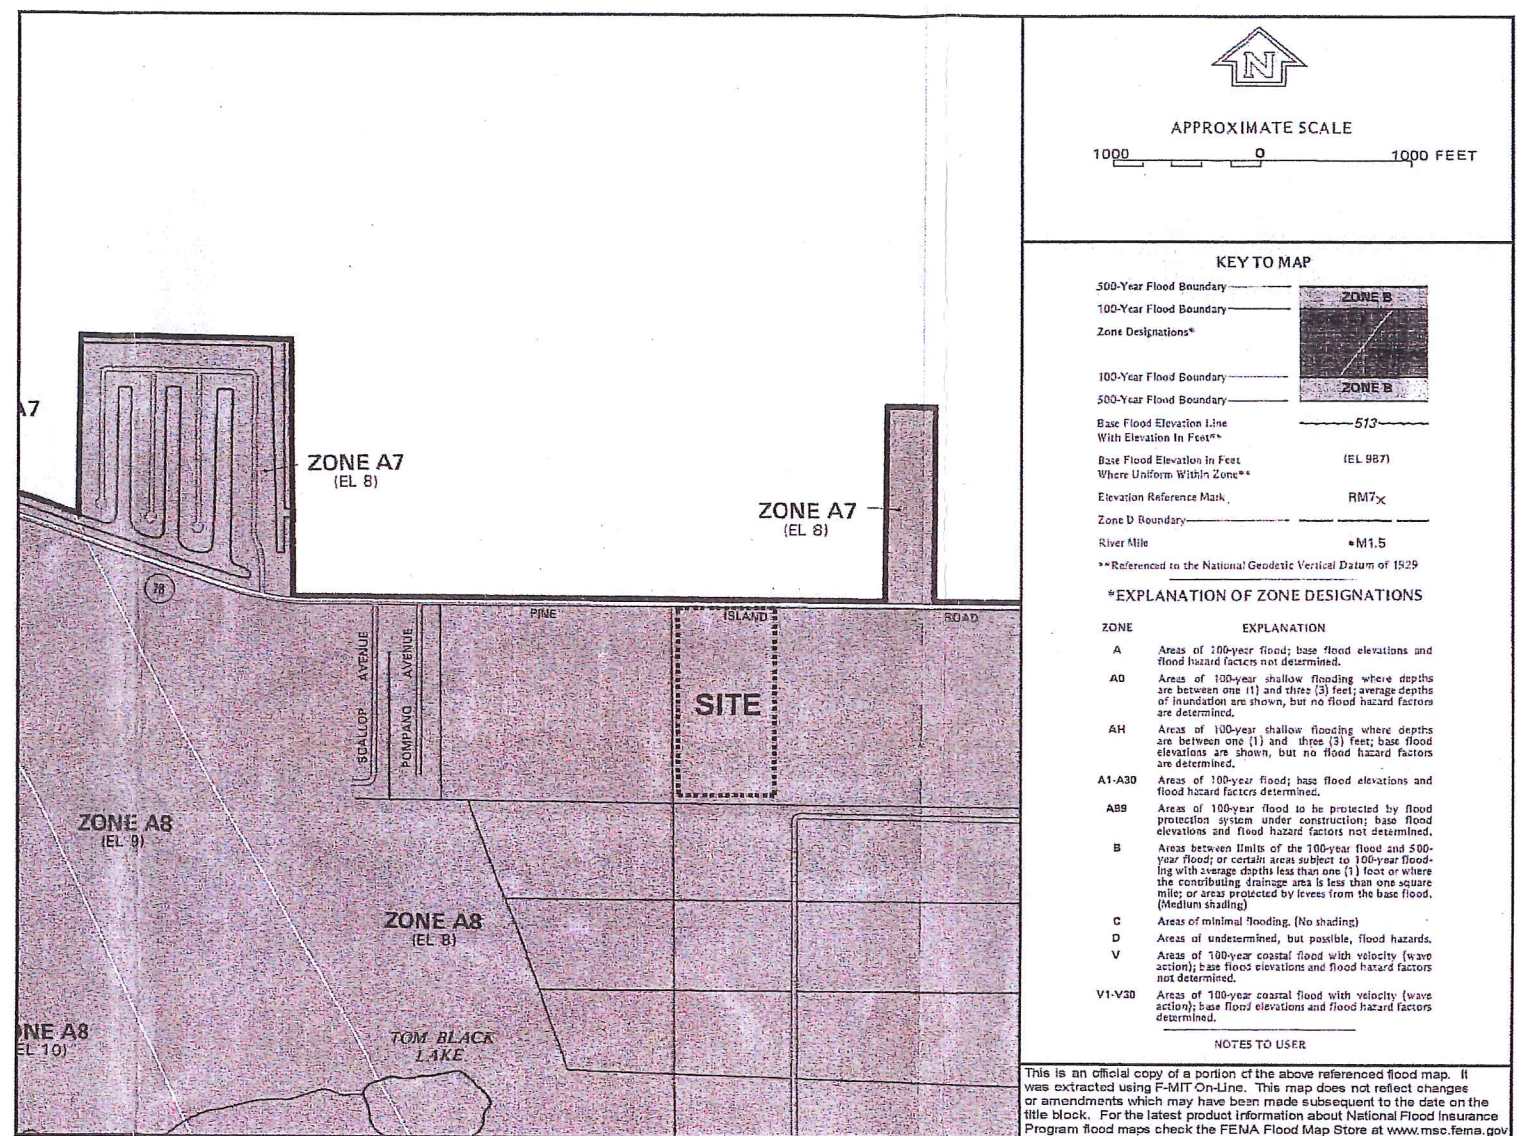 N
APPROXIMATE SCALE
1000 0 1000 FEET
KEY TO MAP
500-Year Flood Boundary
ZONE B
100-Year Flood Boundary
Zone Designations*
100-Year Flood Boundary
ZONE B
500-Year Flood Boundary
Base Flood Elevation Line
With Elevation In Feet**
513
Base Flood Elevation in Feet
Where Uniform Within Zone**
(EL 987)
Elevation Reference Mark
RM7×
Zone D Boundary
River Mile
•M1.5
**Referenced to the National Geodetic Vertical Datum of 1929
*EXPLANATION OF ZONE DESIGNATIONS
ZONE EXPLANATION
A Areas of 100-year flood; base flood elevations and
flood hazard factors not determined.
A0 Areas of 100-year shallow flooding where depths
are between one (1) and three (3) feet; average depths
of inundation are shown, but no flood hazard factors
are determined.
AH Areas of 100-year shallow flooding where depths
are between one (1) and three (3) feet; base flood
elevations are shown, but no flood hazard factors
are determined.
A1-A30 Areas of 100-year flood; base flood elevations and
flood hazard factors determined.
A99 Areas of 100-year flood to be protected by flood
protection system under construction; base flood
elevations and flood hazard factors not determined.
B Areas between limits of the 100-year flood and 500-
year flood; or certain areas subject to 100-year flood-
ing with average depths less than one (1) foot or where
the contributing drainage area is less than one square
mile; or areas protected by levees from the base flood.
(Medium shading)
C Areas of minimal flooding. (No shading)
D Areas of undetermined, but possible, flood hazards.
V Areas of 100-year coastal flood with velocity (wave
action); base flood elevations and flood hazard factors
not determined.
V1-V30 Areas of 100-year coastal flood with velocity (wave
action); base flood elevations and flood hazard factors
determined.
NOTES TO USER
This is an official copy of a portion of the above referenced flood map. It
was extracted using F-MIT On-Line. This map does not reflect changes
or amendments which may have been made subsequent to the date on the
title block. For the latest product information about National Flood Insurance
Program flood maps check the FEMA Flood Map Store at www.msc.fema.gov
A7
ZONE A7
(EL 8)
ZONE A7
(EL 8)
78
PINE ISLAND ROAD
SCALLOP AVENUE
POMPANO AVENUE
SITE
ZONE A8
(EL 9)
ZONE A8
(EL 8)
NE A8
EL 10)
TOM BLACK
LAKE